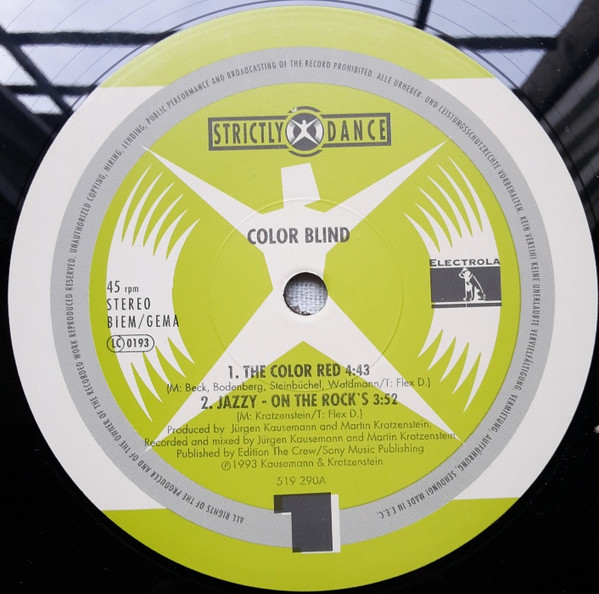 ALL RIGHTS OF THE PRODUCER AND OF THE OWNER OF THE RECORDED WORK REPRODUCED RESERVED. UNAUTHORIZED COPYING, HIRING, LENDING, PUBLIC PERFORMANCE AND BROADCASTING OF THE RECORD PROHIBITED. ALLE URHEBER- UND LEISTUNGSSCHUTZRECHTE VORBEHALTEN. KEIN VERLEIH! KEINE UNERLAUBTE VERVIELFÄLTIGUNG, VERMIETUNG, AUFFÜHRUNG, SENDUNG! MADE IN E.E.C.
STRICTLY DANCE
COLOR BLIND
ELECTROLA
45 rpm
STEREO
BIEM/GEMA
LC 0193
1. THE COLOR RED 4:43
(M: Beck, Bodenberg, Steinbüchel, Waldmann/T: Flex D.)
2. JAZZY - ON THE ROCK`S 3:52
(M: Kratzenstein/T: Flex D.)
Produced by Jürgen Kausemann and Martin Kratzenstein.
Recorded and mixed by Jürgen Kausemann and Martin Kratzenstein
Published by Edition The Crew/Sony Music Publishing
℗©1993 Kausemann & Kratzenstein
519 290A
1